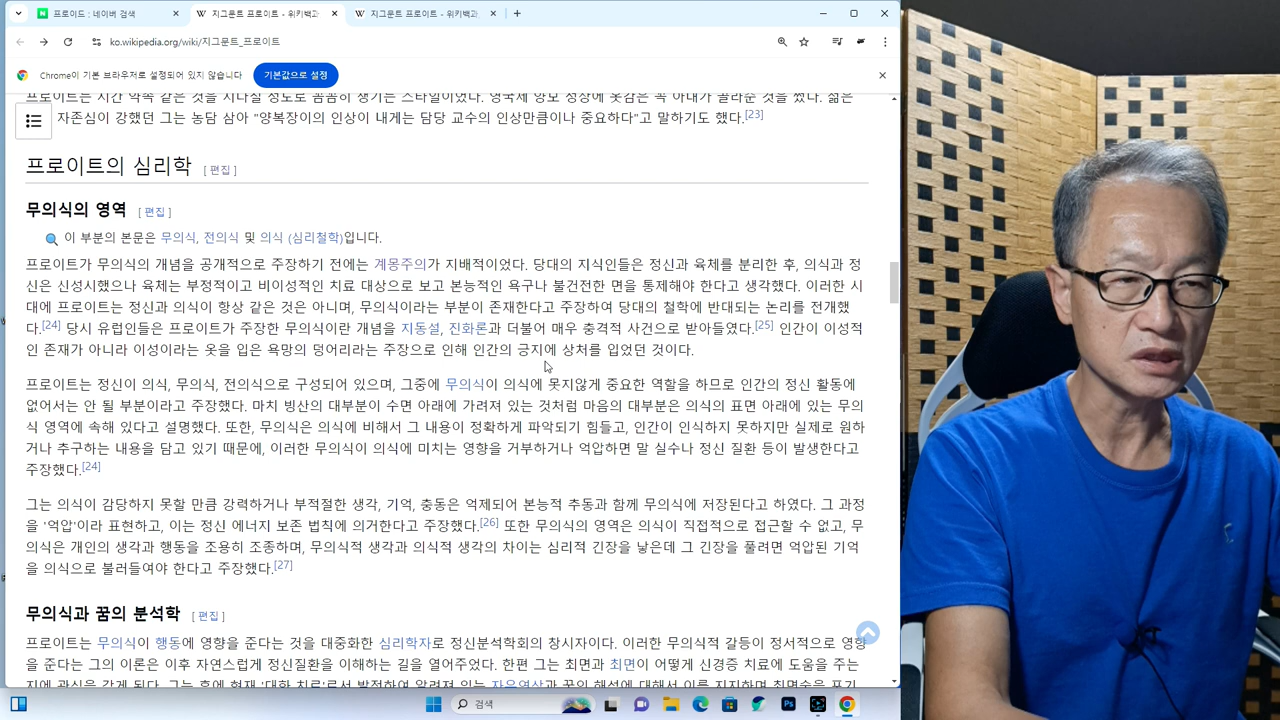 프로이드 : 네이버 검색
지그문트 프로이트 - 위키백과
지그문트 프로이트 - 위키백과
ko.wikipedia.org/wiki/지그문트_프로이트
Chrome이 기본 브라우저로 설정되어 있지 않습니다
기본값으로 설정
자존심이 강했던 그는 농담 삼아 "양복장이의 인상이 내게는 담당 교수의 인상만큼이나 중요하다"고 말하기도 했다.[23]
프로이트의 심리학 [ 편집 ]
무의식의 영역 [ 편집 ]
이 부분의 본문은 무의식, 전의식 및 의식 (심리철학)입니다.
프로이트가 무의식의 개념을 공개적으로 주장하기 전에는 계몽주의가 지배적이었다. 당대의 지식인들은 정신과 육체를 분리한 후, 의식과 정
신은 신성시했으나 육체는 부정적이고 비이성적인 치료 대상으로 보고 본능적인 욕구나 불건전한 면을 통제해야 한다고 생각했다. 이러한 시
대에 프로이트는 정신과 의식이 항상 같은 것은 아니며, 무의식이라는 부분이 존재한다고 주장하여 당대의 철학에 반대되는 논리를 전개했
다.[24] 당시 유럽인들은 프로이트가 주장한 무의식이란 개념을 지동설, 진화론과 더불어 매우 충격적 사건으로 받아들였다.[25] 인간이 이성적
인 존재가 아니라 이성이라는 옷을 입은 욕망의 덩어리라는 주장으로 인해 인간의 긍지에 상처를 입었던 것이다.
프로이트는 정신이 의식, 무의식, 전의식으로 구성되어 있으며, 그중에 무의식이 의식에 못지않게 중요한 역할을 하므로 인간의 정신 활동에
없어서는 안 될 부분이라고 주장했다. 마치 빙산의 대부분이 수면 아래에 가려져 있는 것처럼 마음의 대부분은 의식의 표면 아래에 있는 무의
식 영역에 속해 있다고 설명했다. 또한, 무의식은 의식에 비해서 그 내용이 정확하게 파악되기 힘들고, 인간이 인식하지 못하지만 실제로 원하
거나 추구하는 내용을 담고 있기 때문에, 이러한 무의식이 의식에 미치는 영향을 거부하거나 억압하면 말 실수나 정신 질환 등이 발생한다고
주장했다.[24]
그는 의식이 감당하지 못할 만큼 강력하거나 부적절한 생각, 기억, 충동은 억제되어 본능적 추동과 함께 무의식에 저장된다고 하였다. 그 과정
을 '억압'이라 표현하고, 이는 정신 에너지 보존 법칙에 의거한다고 주장했다.[26] 또한 무의식의 영역은 의식이 직접적으로 접근할 수 없고, 무
의식은 개인의 생각과 행동을 조용히 조종하며, 무의식적 생각과 의식적 생각의 차이는 심리적 긴장을 낳은데 그 긴장을 풀려면 억압된 기억
을 의식으로 불러들여야 한다고 주장했다.[27]
무의식과 꿈의 분석학 [ 편집 ]
프로이트는 무의식이 행동에 영향을 준다는 것을 대중화한 심리학자로 정신분석학회의 창시자이다. 이러한 무의식적 갈등이 정서적으로 영향
을 준다는 그의 이론은 이후 자연스럽게 정신질환을 이해하는 길을 열어주었다. 한편 그는 최면과 최면이 어떻게 신경증 치료에 도움을 주는
검색